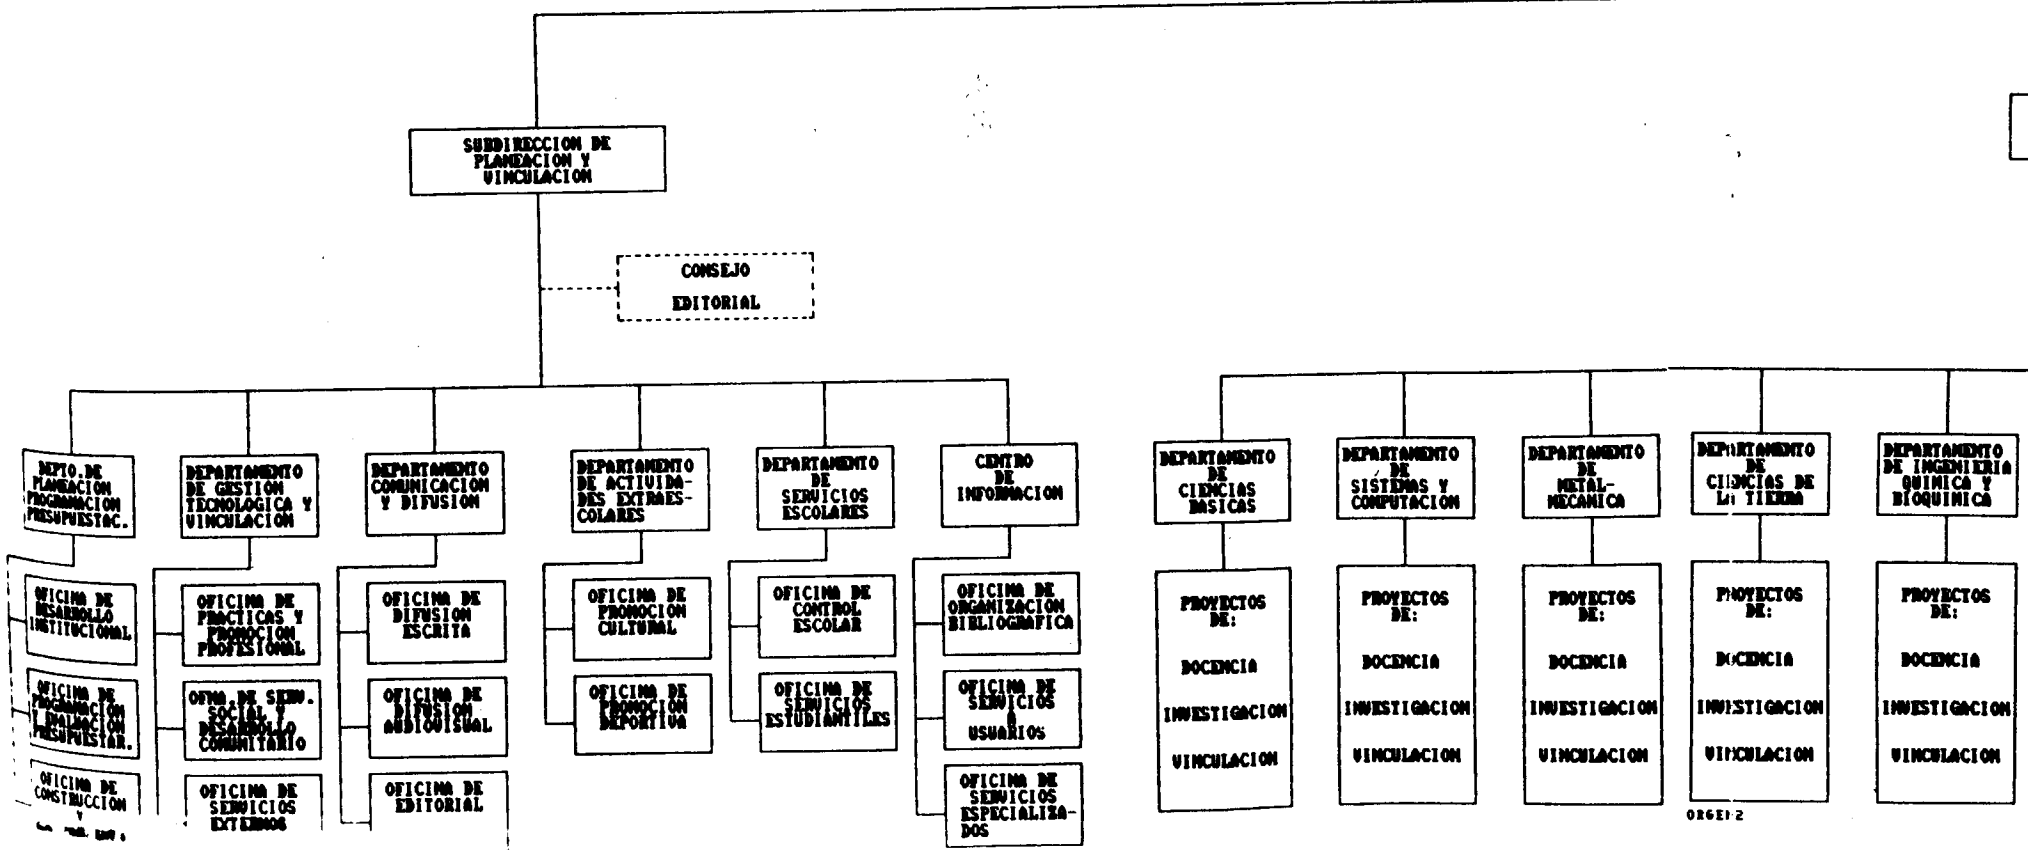 SUBDIRECCION DE
PLANEACION Y
VINCULACION
CONSEJO
EDITORIAL
DEPTO.DE
PLANEACION
PROGRAMACION
PRESUPUESTAC.
OFICINA DE
DESARROLLO
INSTITUCIONAL
OFICINA DE
PROGRAMACION
Y EVALUACION
PRESUPUESTAR.
OFICINA DE
CONSTRUCCION
Y
DEPARTAMENTO
DE GESTION
TECNOLOGICA Y
VINCULACION
OFICINA DE
PRACTICAS Y
PROMOCION
PROFESIONAL
OFNA.DE SERV.
SOCIAL Y
DESARROLLO
COMUNITARIO
OFICINA DE
SERVICIOS
EXTERNOS
DEPARTAMENTO
COMUNICACION
Y DIFUSION
OFICINA DE
DIFUSION
ESCRITA
OFICINA DE
DIFUSION
AUDIOVISUAL
OFICINA DE
EDITORIAL
DEPARTAMENTO
DE ACTIVIDA-
DES EXTRAES-
COLARES
OFICINA DE
PROMOCION
CULTURAL
OFICINA DE
PROMOCION
DEPORTIVA
DEPARTAMENTO
DE
SERVICIOS
ESCOLARES
OFICINA DE
CONTROL
ESCOLAR
OFICINA DE
SERVICIOS
ESTUDIANTILES
CENTRO
DE
INFORMACION
OFICINA DE
ORGANIZACION
BIBLIOGRAFICA
OFICINA DE
SERVICIOS
A
USUARIOS
OFICINA DE
SERVICIOS
ESPECIALIZA-
DOS
DEPARTAMENTO
DE
CIENCIAS
BASICAS
PROYECTOS
DE:
DOCENCIA
INVESTIGACION
VINCULACION
DEPARTAMENTO
DE
SISTEMAS Y
COMPUTACION
PROYECTOS
DE:
DOCENCIA
INVESTIGACION
VINCULACION
DEPARTAMENTO
DE
METAL-
MECANICA
PROYECTOS
DE:
DOCENCIA
INVESTIGACION
VINCULACION
DEPARTAMENTO
DE
CIENCIAS DE
LA TIERRA
PROYECTOS
DE:
DOCENCIA
INVESTIGACION
VINCULACION
DEPARTAMENTO
DE INGENIERIA
QUIMICA Y
BIOQUIMICA
PROYECTOS
DE:
DOCENCIA
INVESTIGACION
VINCULACION